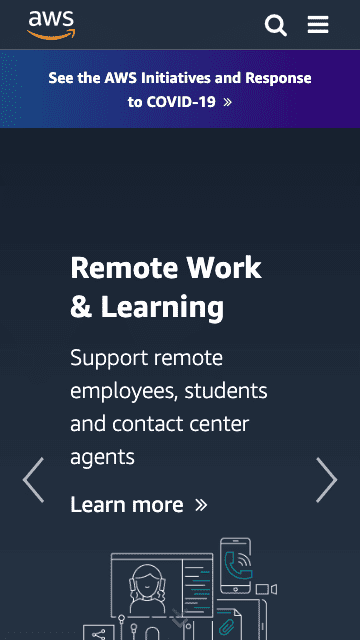 aws
See the AWS Initiatives and Response
to COVID-19 »
Remote Work
& Learning
Support remote
employees, students
and contact center
agents
Learn more »